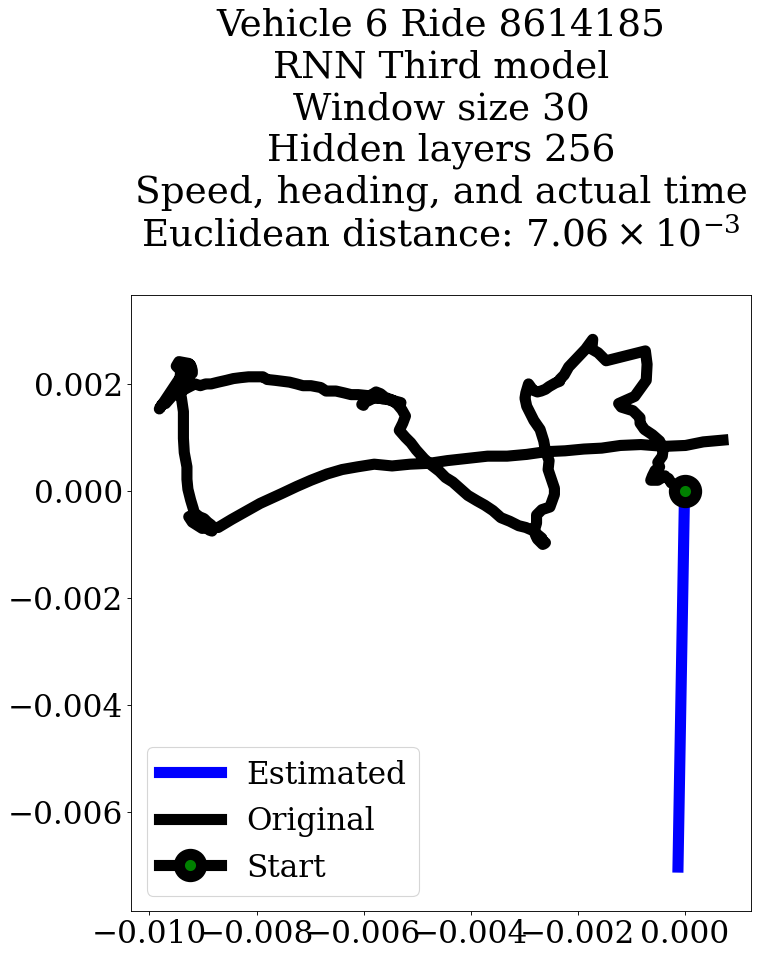 Vehicle 6 Ride 8614185
RNN Third model
Window size 30
Hidden layers 256
Speed, heading, and actual time
Euclidean distance: 7.06 × 10⁻³
0.002
0.000
−0.002
−0.004
−0.006
Estimated
Original
Start
−0.010 −0.008 −0.006 −0.004 −0.002 0.000